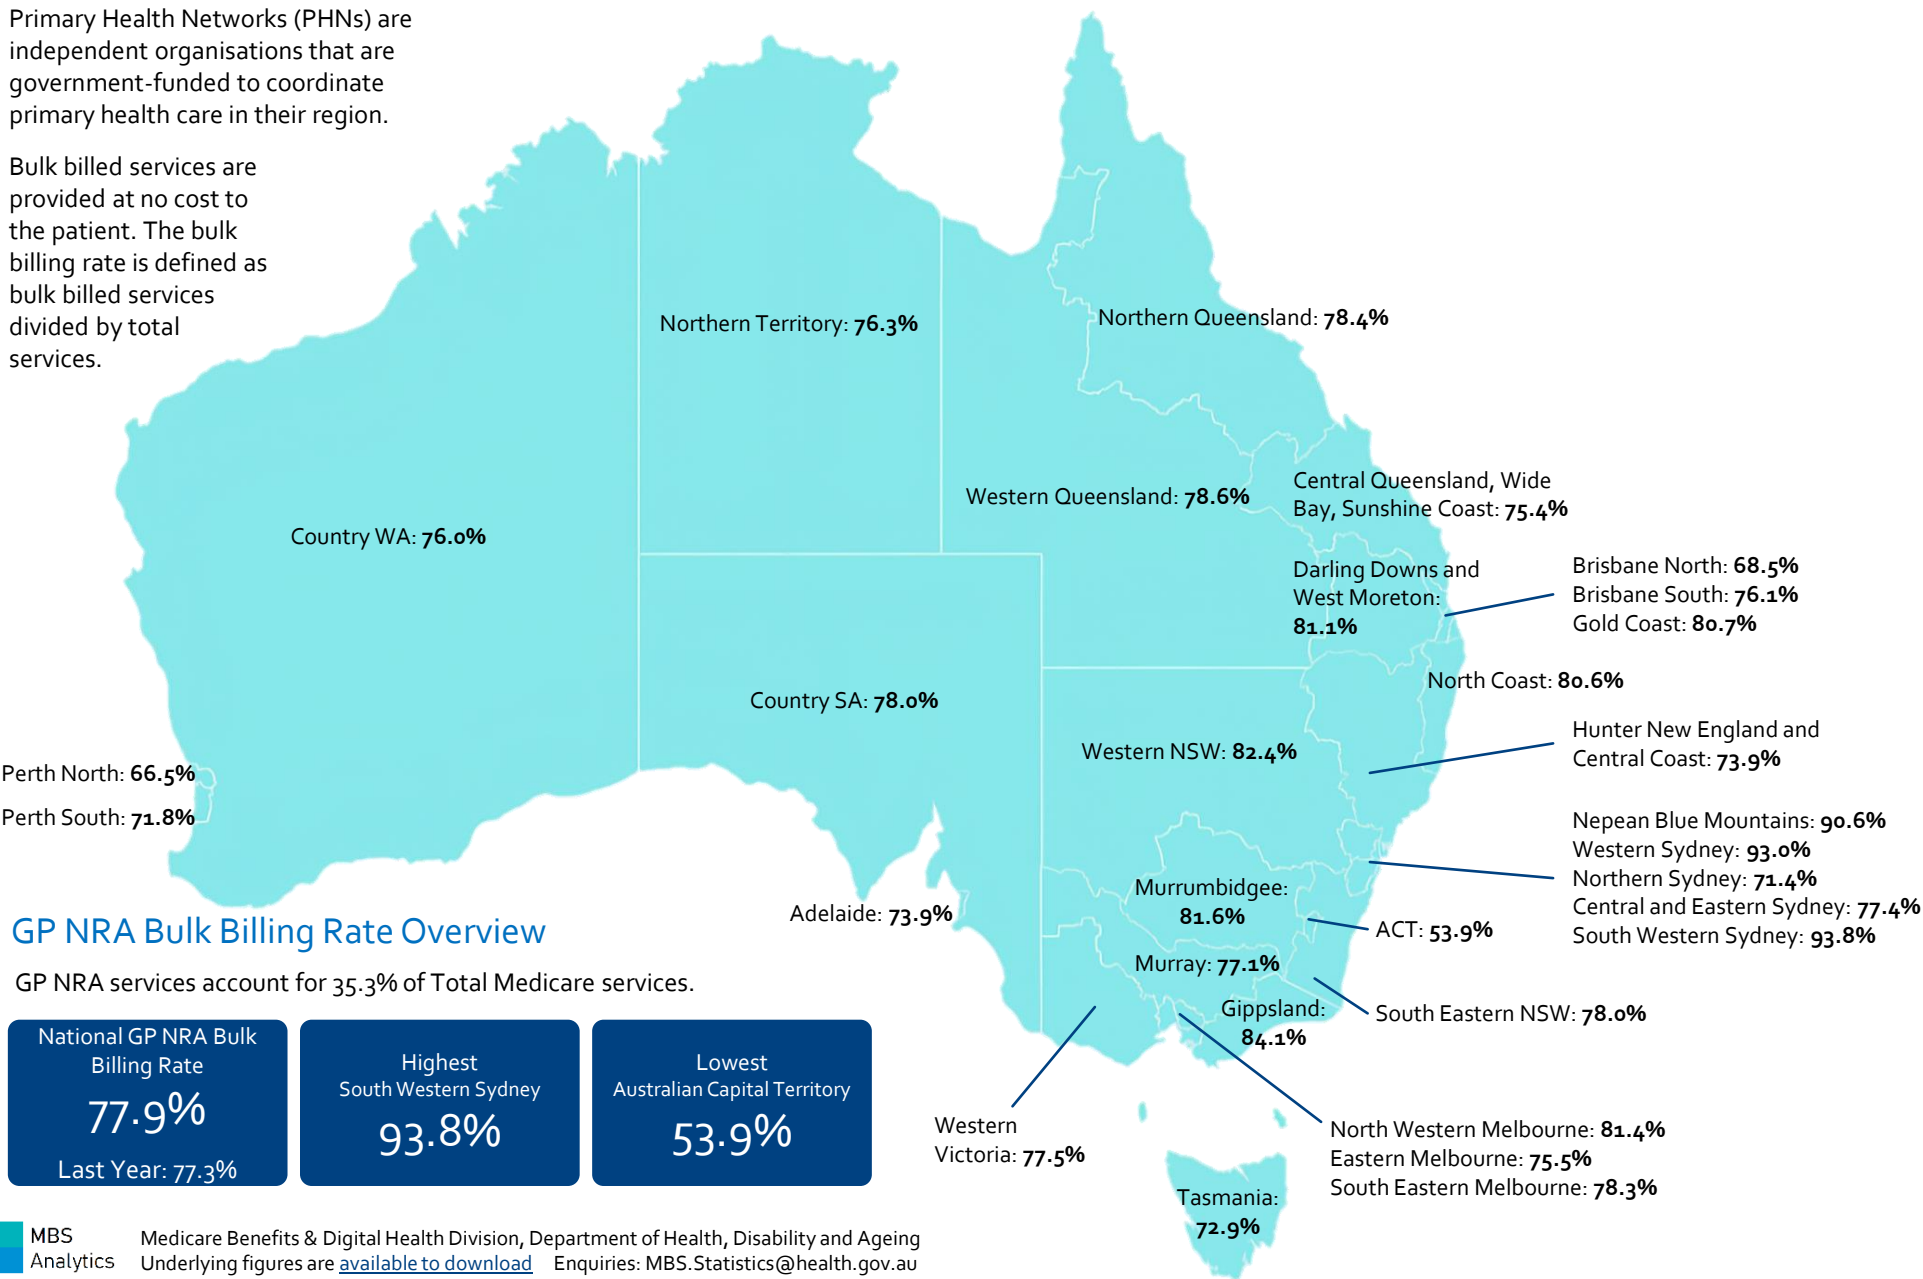 Primary Health Networks (PHNs) are
independent organisations that are
government-funded to coordinate
primary health care in their region.
Bulk billed services are
provided at no cost to
the patient. The bulk
billing rate is defined as
bulk billed services
divided by total
services.
Northern Territory: 76.3%
Northern Queensland: 78.4%
Western Queensland: 78.6%
Central Queensland, Wide
Bay, Sunshine Coast: 75.4%
Country WA: 76.0%
Darling Downs and
West Moreton:
81.1%
Brisbane North: 68.5%
Brisbane South: 76.1%
Gold Coast: 80.7%
North Coast: 80.6%
Country SA: 78.0%
Western NSW: 82.4%
Hunter New England and
Central Coast: 73.9%
Perth North: 66.5%
Perth South: 71.8%
Nepean Blue Mountains: 90.6%
Western Sydney: 93.0%
Northern Sydney: 71.4%
Central and Eastern Sydney: 77.4%
South Western Sydney: 93.8%
Murrumbidgee:
81.6%
Adelaide: 73.9%
ACT: 53.9%
Murray: 77.1%
Gippsland:
84.1%
South Eastern NSW: 78.0%
Western
Victoria: 77.5%
North Western Melbourne: 81.4%
Eastern Melbourne: 75.5%
South Eastern Melbourne: 78.3%
Tasmania:
72.9%
GP NRA Bulk Billing Rate Overview
GP NRA services account for 35.3% of Total Medicare services.
National GP NRA Bulk
Billing Rate
77.9%
Last Year: 77.3%
Highest
South Western Sydney
93.8%
Lowest
Australian Capital Territory
53.9%
MBS
Analytics
Medicare Benefits & Digital Health Division, Department of Health, Disability and Ageing
Underlying figures are available to download Enquiries: MBS.Statistics@health.gov.au